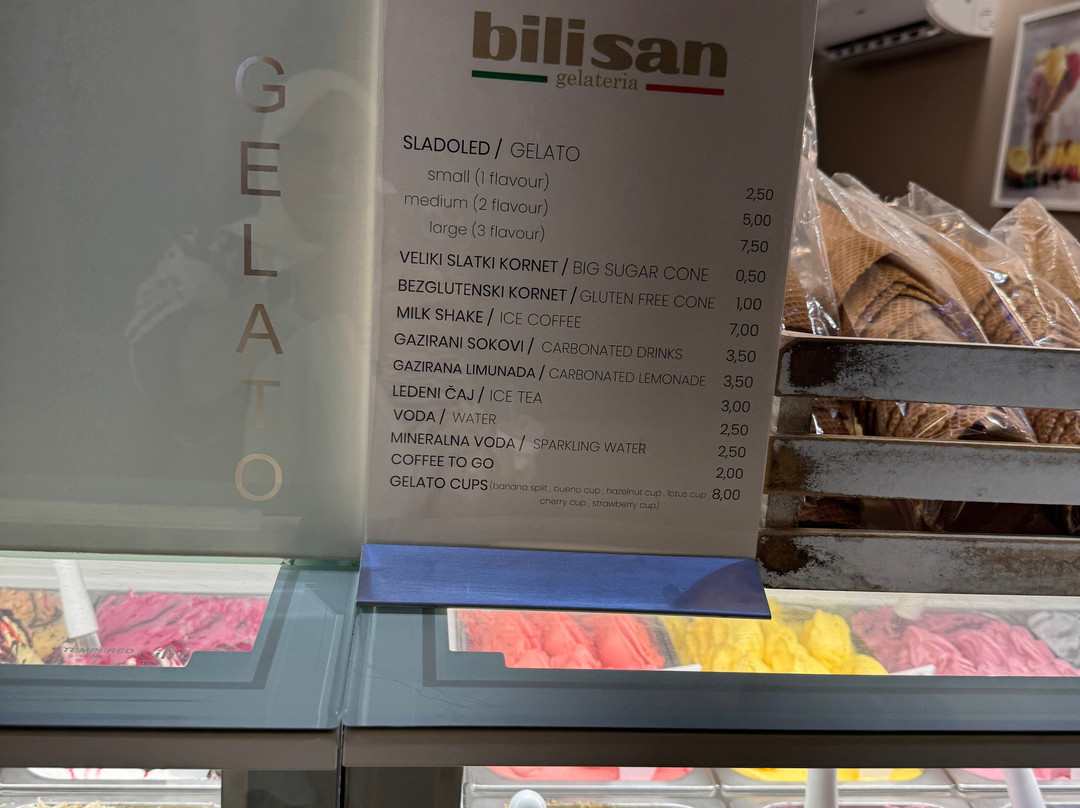 GELATO
bilisan
gelateria
SLADOLED / GELATO
small (1 flavour) 2,50
medium (2 flavour) 5,00
large (3 flavour) 7,50
VELIKI SLATKI KORNET / BIG SUGAR CONE 0,50
BEZGLUTENSKI KORNET / GLUTEN FREE CONE 1,00
MILK SHAKE / ICE COFFEE 7,00
GAZIRANI SOKOVI / CARBONATED DRINKS 3,50
GAZIRANA LIMUNADA / CARBONATED LEMONADE 3,50
LEDENI ČAJ / ICE TEA 3,00
VODA / WATER 2,50
MINERALNA VODA / SPARKLING WATER 2,50
COFFEE TO GO 2,00
GELATO CUPS (banana split , bueno cup , hazelnut cup , lotus cup , 8,00
cherry cup , strawberry cup)
TEMPERED